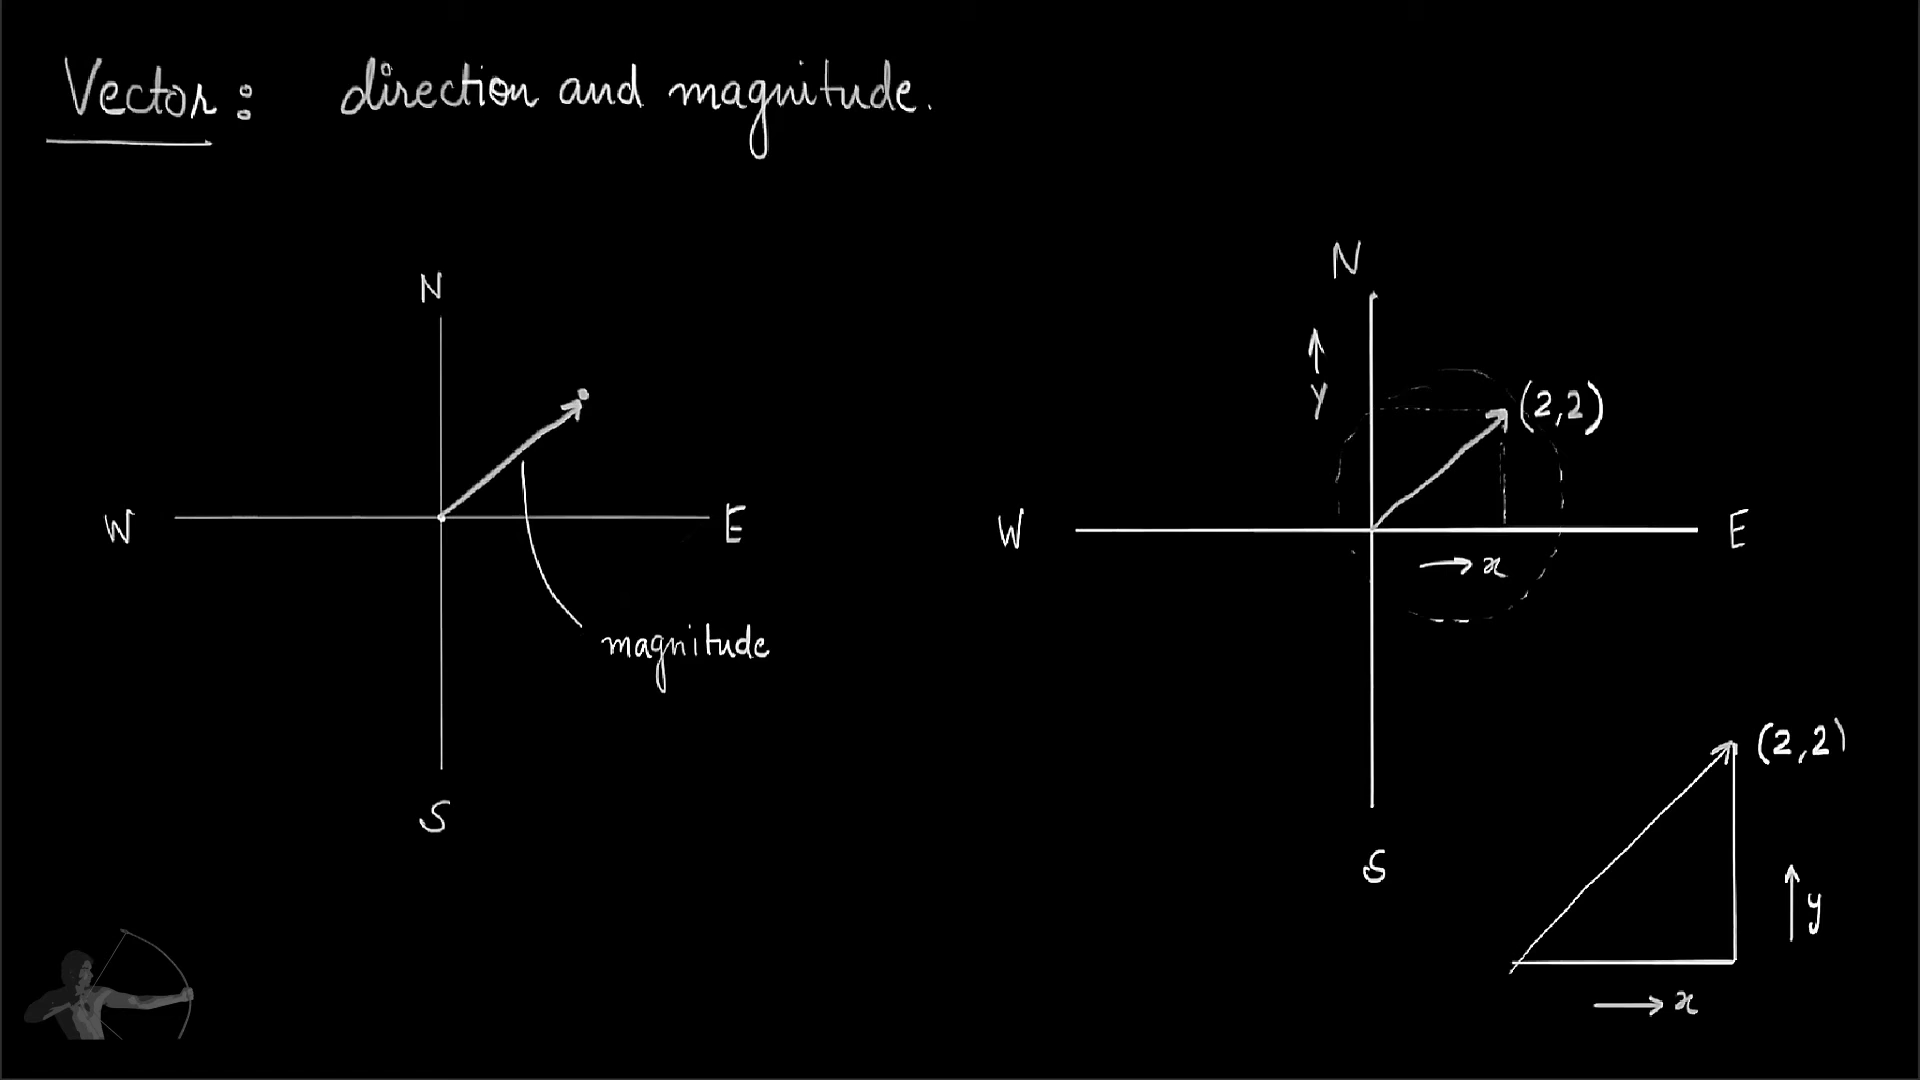 Vector: direction and magnitude.
N
W
E
magnitude
S
N
y
(2,2)
W
E
x
S
(2,2)
y
x